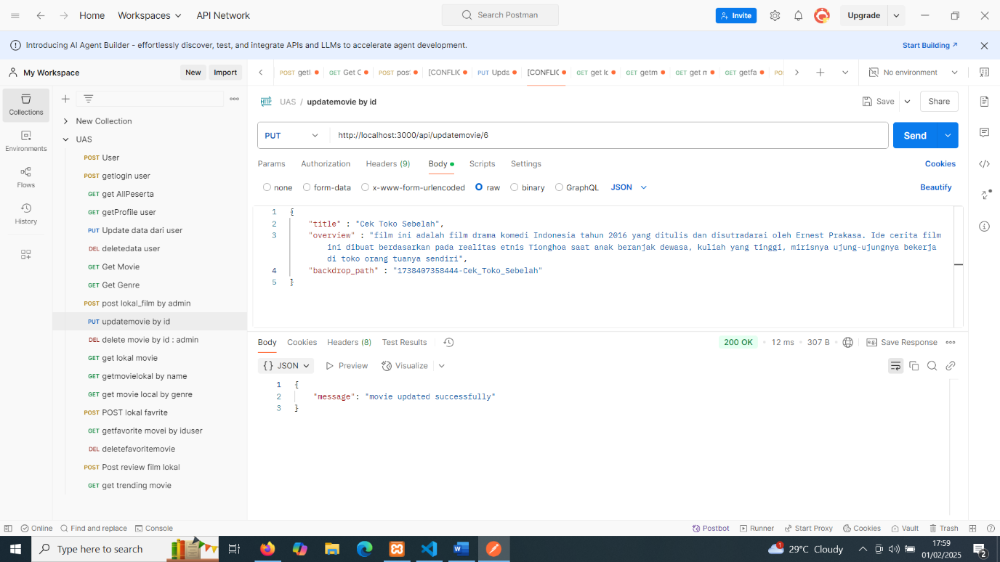 Home Workspaces API Network Search Postman Invite Upgrade
Introducing AI Agent Builder - effortlessly discover, test, and integrate APIs and LLMs to accelerate agent development. Start Building
My Workspace New Import
POST getl GET Get C POST pos [CONFLIC PUT Upda [CONFLIC GET get lc GET getm GET get m GET getfa No environment
Collections
Environments
Flows
History
New Collection
UAS
POST User
POST getlogin user
GET get AllPeserta
GET getProfile user
PUT Update data dari user
DEL deletedata user
GET Get Movie
GET Get Genre
POST post lokal_film by admin
PUT updatemovie by id
DEL delete movie by id : admin
GET get lokal movie
GET getmovielokal by name
GET get movie local by genre
POST POST lokal favrite
GET getfavorite movei by iduser
DEL deletefavoritemovie
POST Post review film lokal
GET get trending movie
HTTP UAS / updatemovie by id Save Share
PUT http://localhost:3000/api/updatemovie/6 Send
Params Authorization Headers (9) Body Scripts Settings Cookies
none form-data x-www-form-urlencoded raw binary GraphQL JSON Beautify
1 {
2 "title" : "Cek Toko Sebelah",
3 "overview" : "film ini adalah film drama komedi Indonesia tahun 2016 yang ditulis dan disutradarai oleh Ernest Prakasa. Ide cerita film
ini dibuat berdasarkan pada realitas etnis Tionghoa saat anak beranjak dewasa, kuliah yang tinggi, mirisnya ujung-ujungnya bekerja
di toko orang tuanya sendiri",
4 "backdrop_path" : "1738407358444-Cek_Toko_Sebelah"
5 }
Body Cookies Headers (8) Test Results 200 OK 12 ms 307 B Save Response
{} JSON Preview Visualize
1 {
2 "message": "movie updated successfully"
3 }
Online Find and replace Console Postbot Runner Start Proxy Cookies Vault Trash
Type here to search 1 29°C Cloudy 17:59
01/02/2025 2